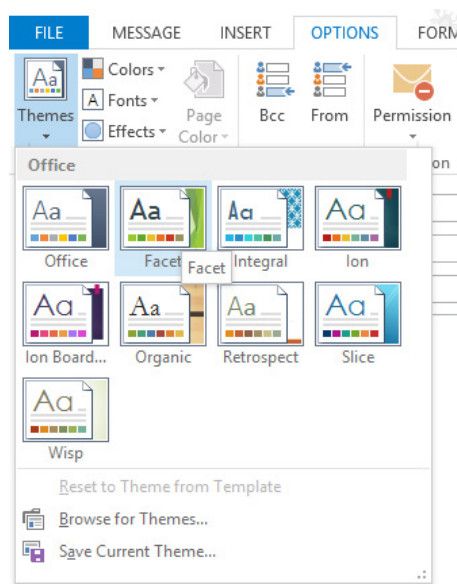 FILE MESSAGE INSERT OPTIONS FORM
Aa Colors
A Fonts
Themes Effects Page Color Bcc From Permission
on
Office
Aa Aa Aa Aa
Office Facet Integral Ion
Facet
Aa Aa Aa Aa
Ion Board... Organic Retrospect Slice
Aa
Wisp
Reset to Theme from Template
Browse for Themes...
Save Current Theme...